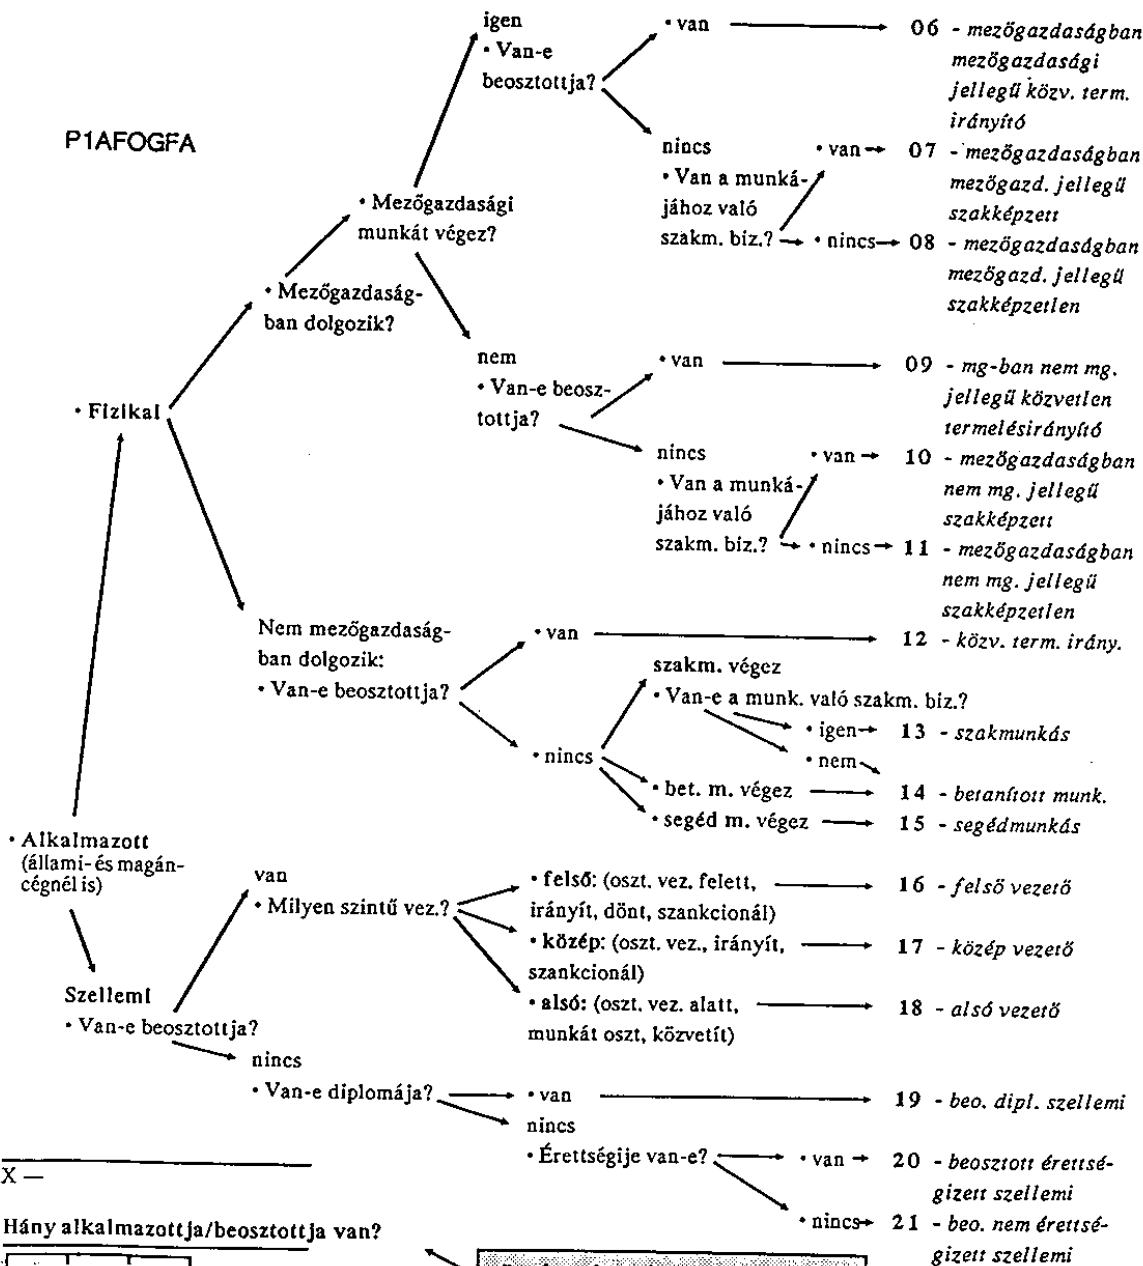 P1AFOGFA
igen
• Van-e
beosztottja?
• van
06 - mezőgazdaságban
mezőgazdasági
jellegű közv. term.
irányító
nincs
• Van a munká-
jához való
szakm. biz.?
• van
07 - mezőgazdaságban
mezőgazd. jellegű
szakképzett
• nincs
08 - mezőgazdaságban
mezőgazd. jellegű
szakképzetlen
• Mezőgazdasági
munkát végez?
• Mezőgazdaság-
ban dolgozik?
nem
• Van-e beosz-
tottja?
• van
09 - mg-ban nem mg.
jellegű közvetlen
termelésirányító
nincs
• Van a munká-
jához való
szakm. biz.?
• van
10 - mezőgazdaságban
nem mg. jellegű
szakképzett
• nincs
11 - mezőgazdaságban
nem mg. jellegű
szakképzetlen
• Fizikai
Nem mezőgazdaság-
ban dolgozik:
• Van-e beosztottja?
• van
12 - közv. term. irány.
• nincs
szakm. végez
• Van-e a munk. való szakm. biz.?
• igen
13 - szakmunkás
• nem
• bet. m. végez
14 - betanított munk.
• segéd m. végez
15 - segédmunkás
• Alkalmazott
(állami- és magán-
cégnél is)
van
• Milyen szintű vez.?
• felső: (oszt. vez. felett,
irányít, dönt, szankcionál)
16 - felső vezető
• közép: (oszt. vez., irányít,
szankcionál)
17 - közép vezető
• alsó: (oszt. vez. alatt,
munkát oszt, közvetít)
18 - alsó vezető
Szellemi
• Van-e beosztottja?
nincs
• Van-e diplomája?
• van
19 - beo. dipl. szellemi
nincs
• Érettségije van-e?
• van
20 - beosztott érettsé-
gizett szellemi
• nincs
21 - beo. nem érettsé-
gizett szellemi
X —
Hány alkalmazottja/beosztottja van?